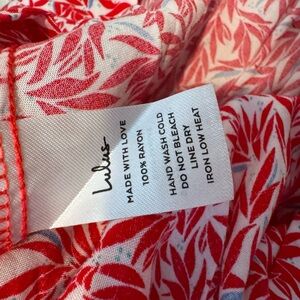 Lulus
MADE WITH LOVE
100% RAYON
HAND WASH COLD
DO NOT BLEACH
LINE DRY
IRON LOW HEAT